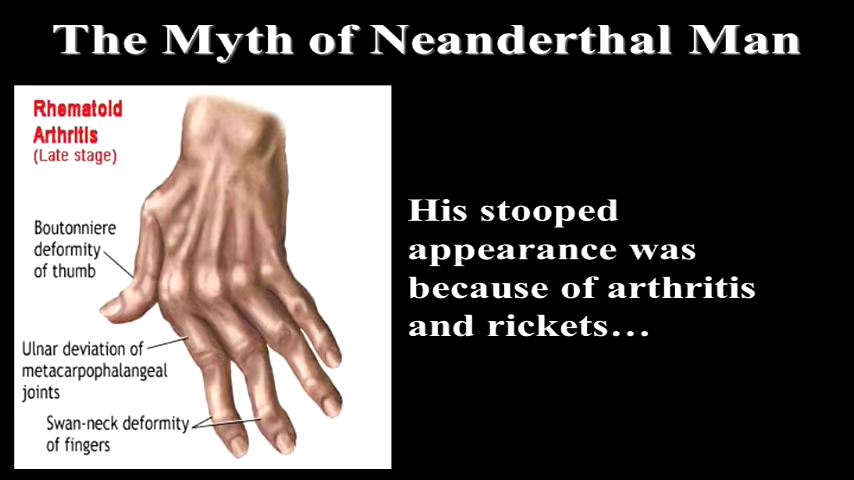 The Myth of Neanderthal Man
Rhematoid
Arthritis
(Late stage)
Boutonniere
deformity
of thumb
Ulnar deviation of
metacarpophalangeal
joints
Swan-neck deformity
of fingers
His stooped
appearance was
because of arthritis
and rickets...